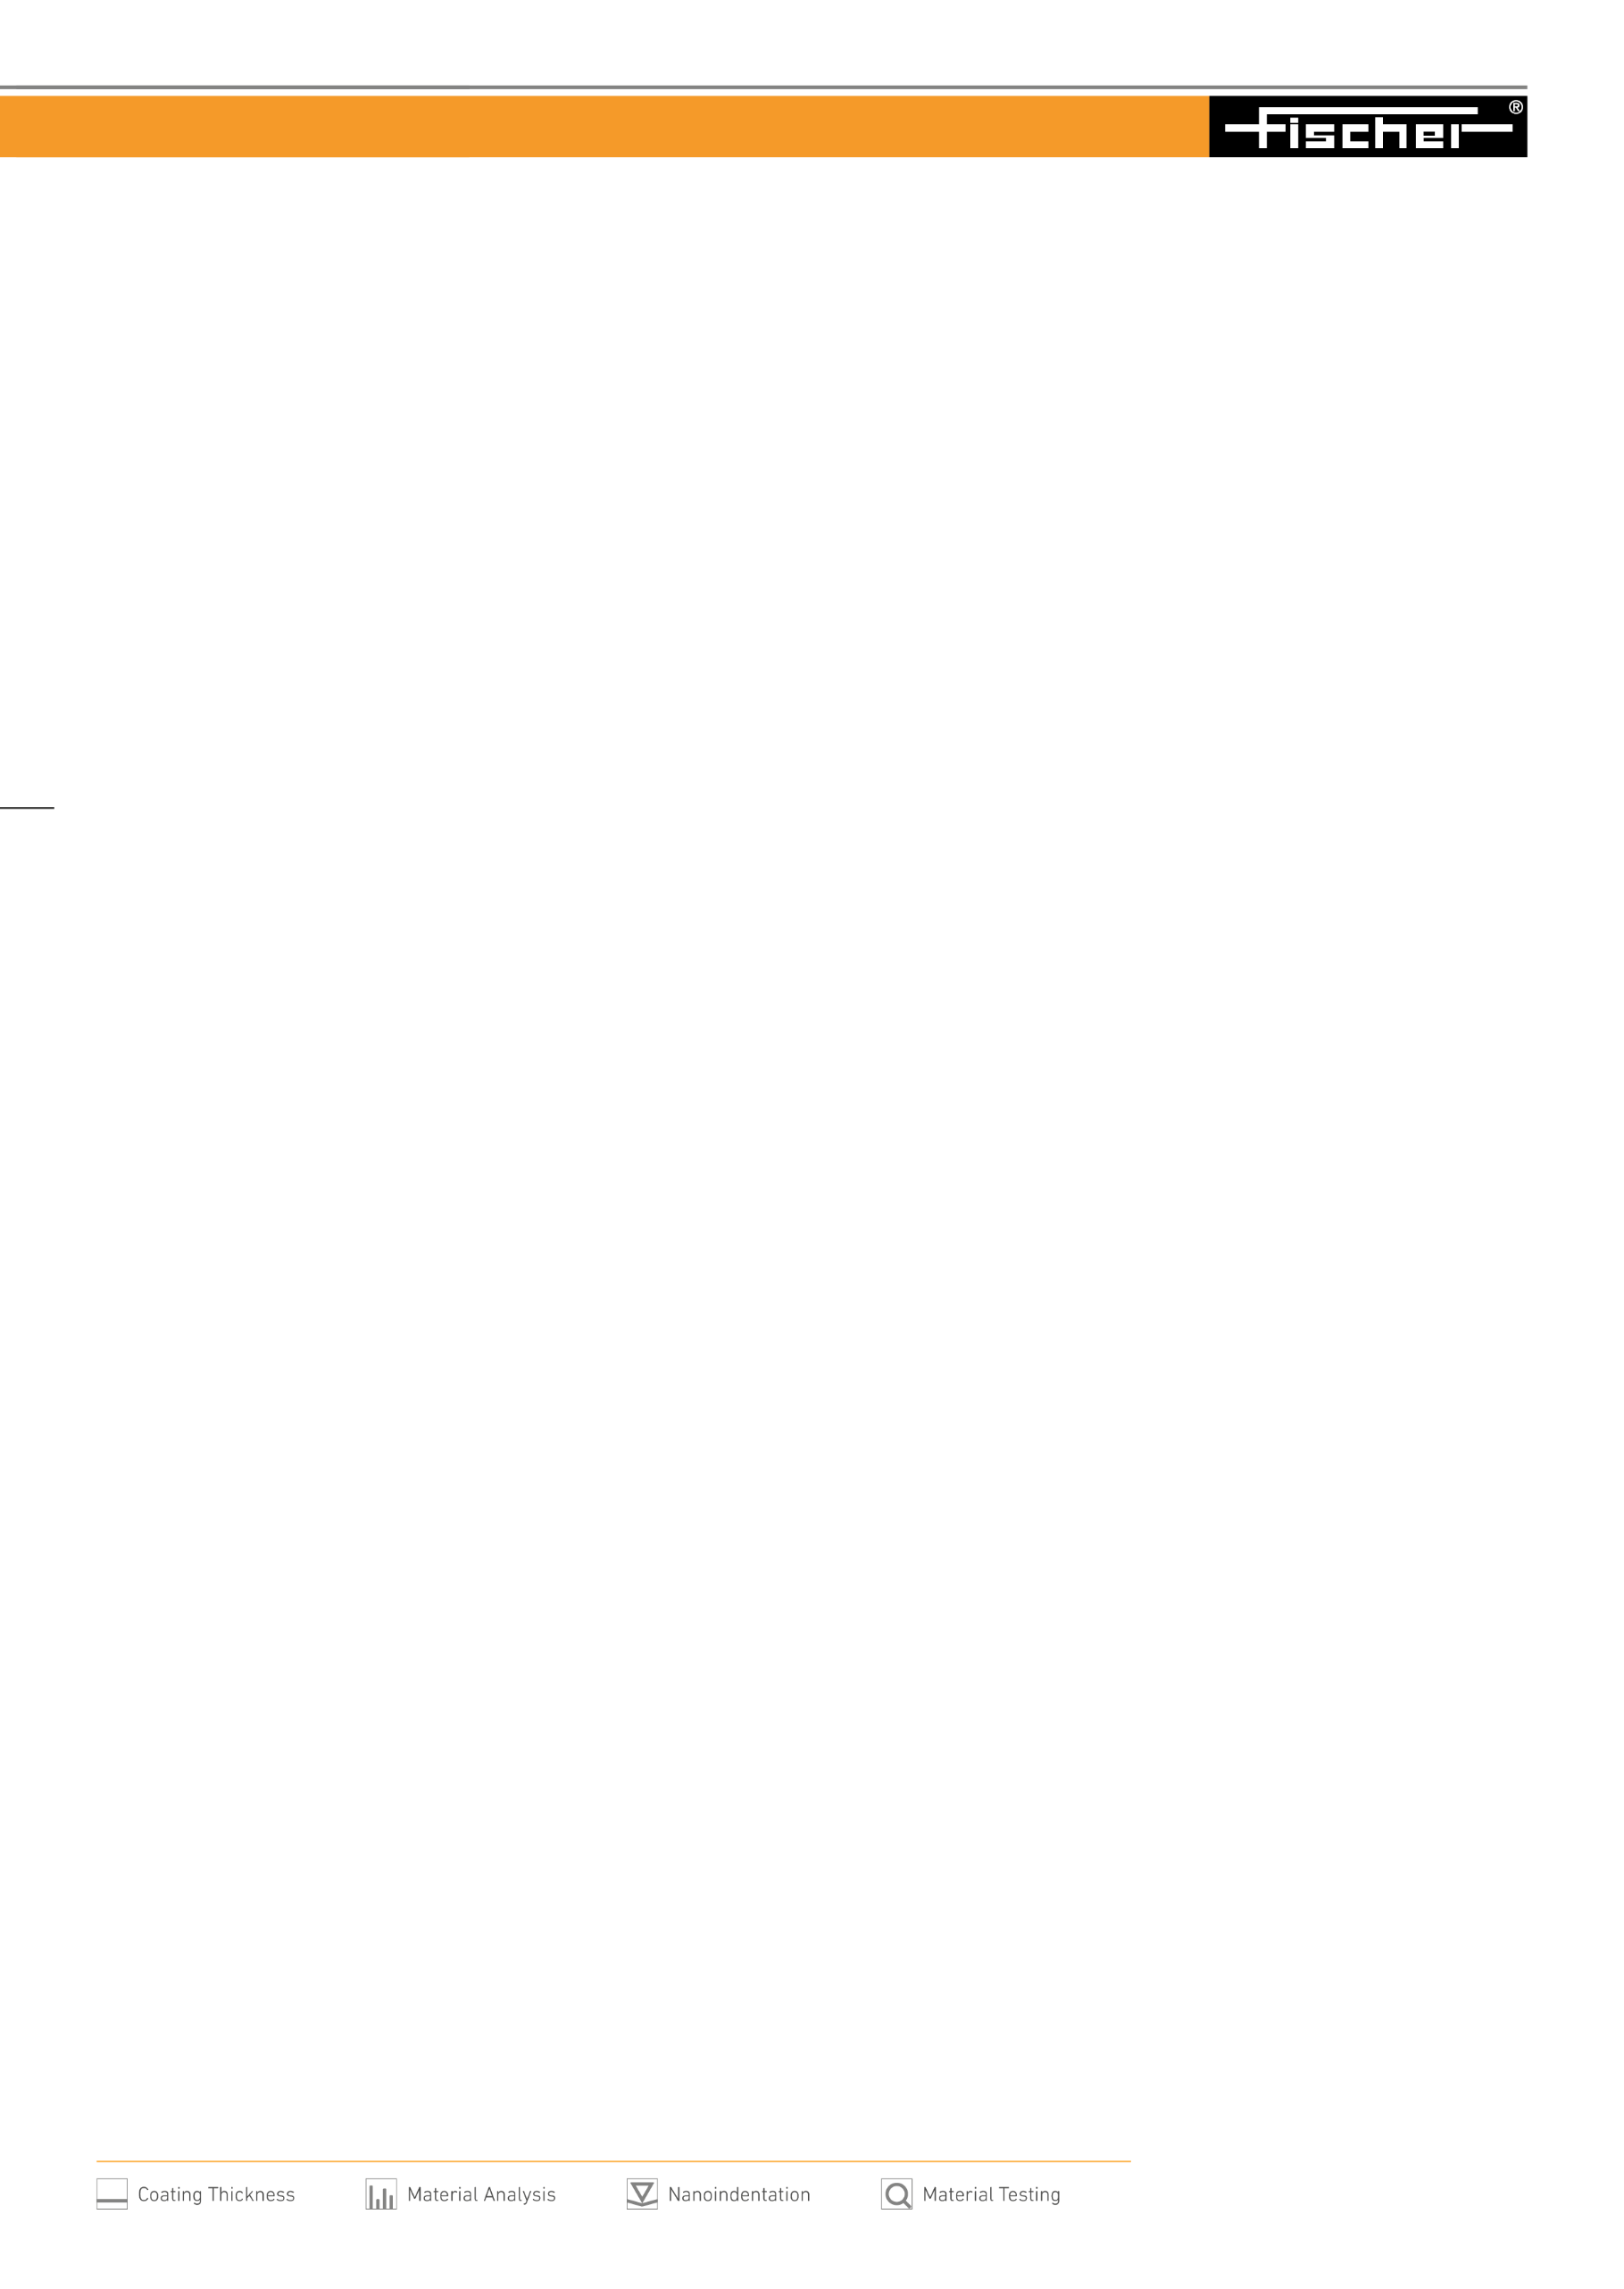 Fischer®
Coating Thickness Material Analysis Nanoindentation Material Testing